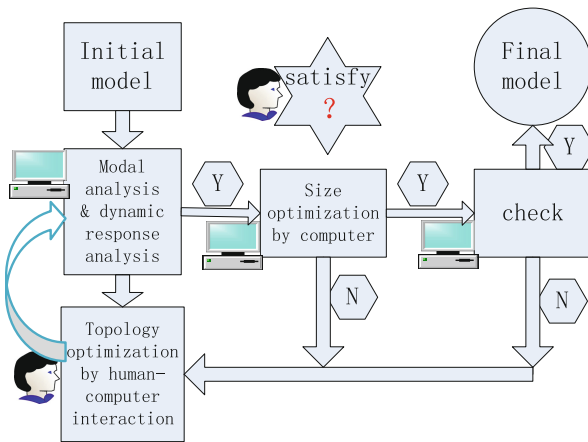 Initial
model
satisfy
?
Final
model
Y
Modal
analysis
& dynamic
response
analysis
Y
Size
optimization
by computer
Y
check
N
N
Topology
optimization
by human-
computer
interaction